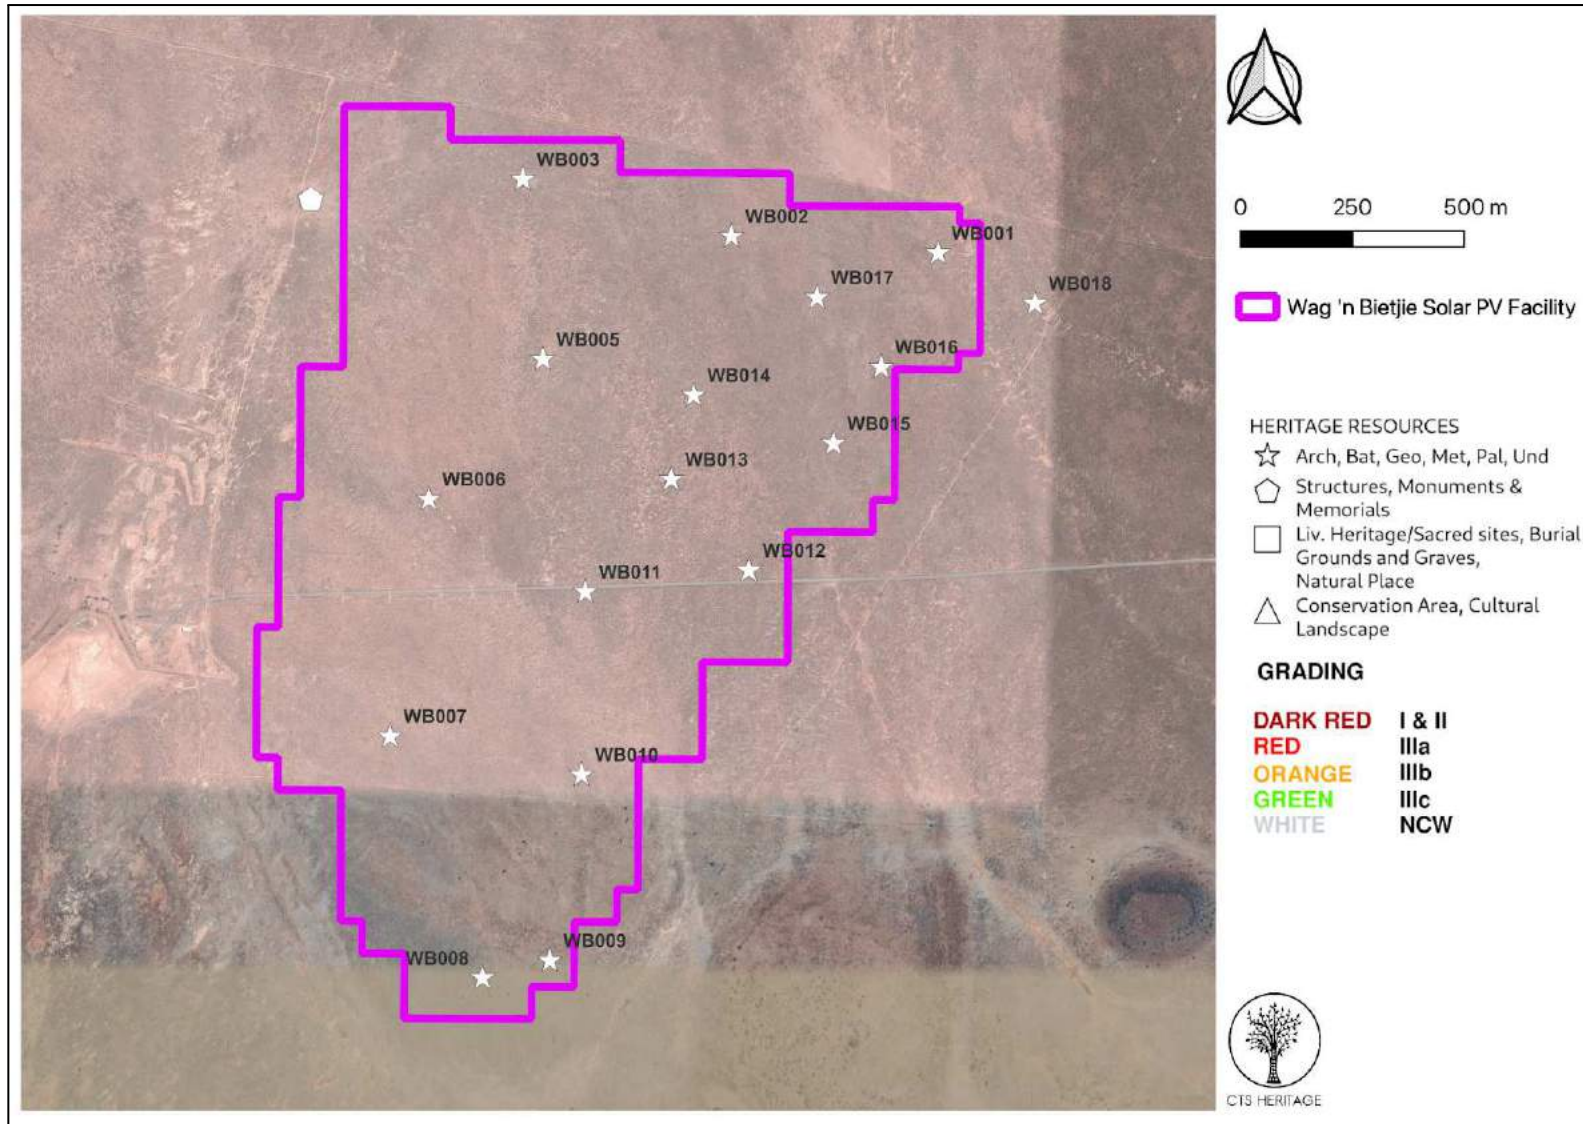 WB003
WB002
WB001
WB017
WB018
WB005
WB016
WB014
WB015
WB013
WB006
WB012
WB011
WB007
WB010
WB009
WB008
0 250 500 m
Wag 'n Bietjie Solar PV Facility
HERITAGE RESOURCES
Arch, Bat, Geo, Met, Pal, Und
Structures, Monuments &
Memorials
Liv. Heritage/Sacred sites, Burial
Grounds and Graves,
Natural Place
Conservation Area, Cultural
Landscape
GRADING
DARK RED I & II
RED IIIa
ORANGE IIIb
GREEN IIIc
WHITE NCW
CTS HERITAGE